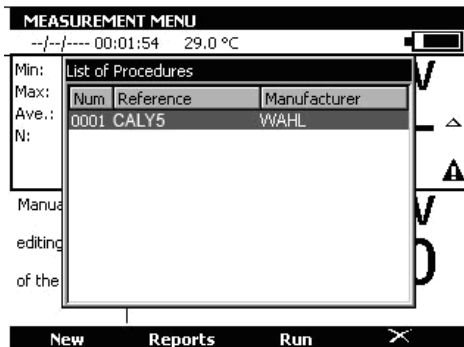 MEASUREMENT MENU
--/--/---- 00:01:54 29.0 °C
Min:
Max:
Ave.:
N:
List of Procedures
Num Reference Manufacturer
0001 CALY5 WAHL
V
editing
of the
V
0
New Reports Run